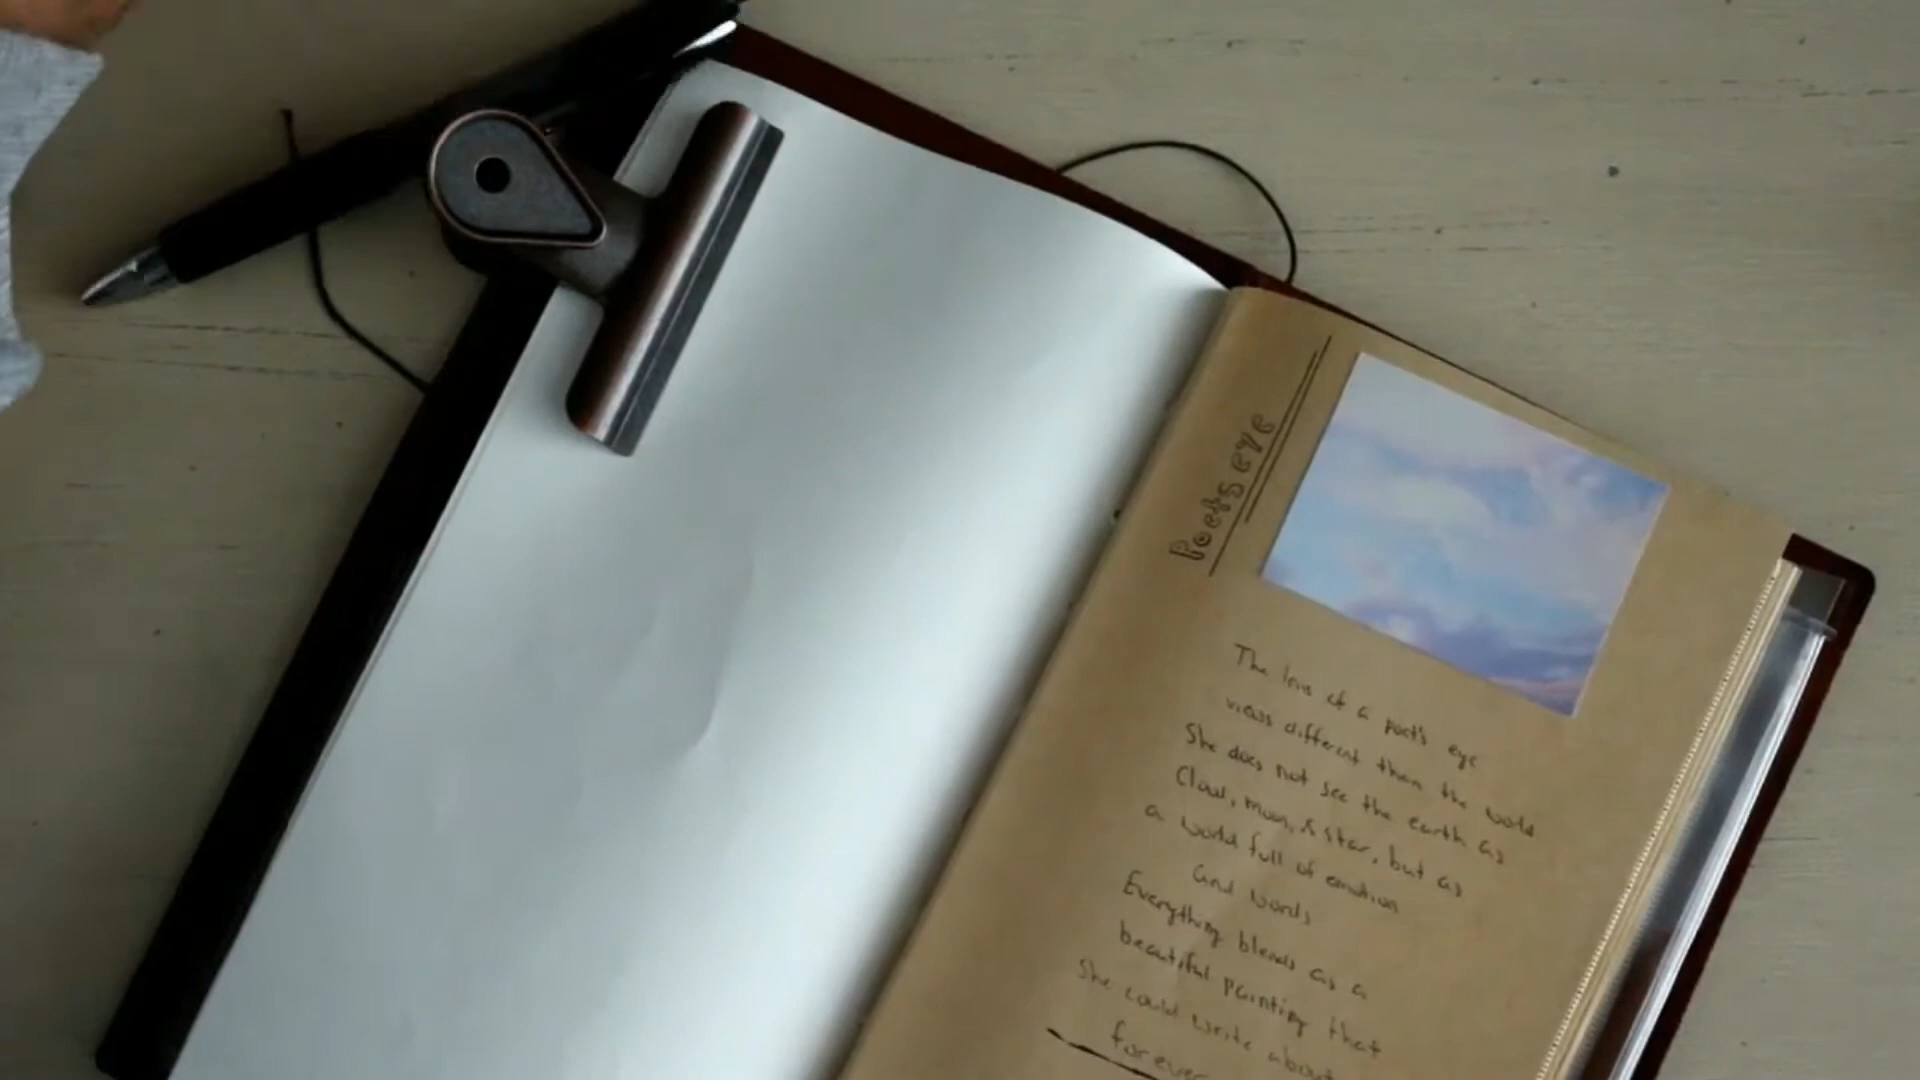 Poets eye
The lens of a poet's eye
views different than the world
She does not see the earth as
Cloud, moon, & star, but as
a world full of emotion
and words
Everything blends as a
beautiful painting that
She could write about
forever